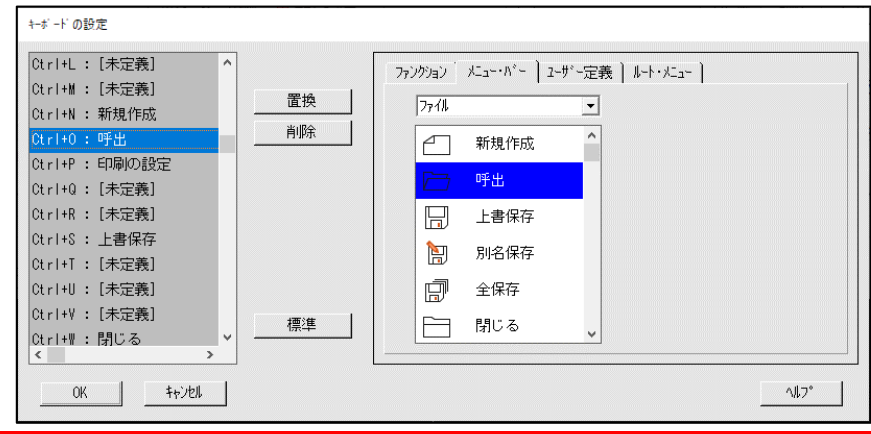 ｷｰﾎﾞｰﾄﾞの設定
Ctrl+L : [未定義]
Ctrl+M : [未定義]
Ctrl+N : 新規作成
Ctrl+O : 呼出
Ctrl+P : 印刷の設定
Ctrl+Q : [未定義]
Ctrl+R : [未定義]
Ctrl+S : 上書保存
Ctrl+T : [未定義]
Ctrl+U : [未定義]
Ctrl+V : [未定義]
Ctrl+W : 閉じる
置換
削除
標準
ﾌｧﾝｸｼｮﾝ
ﾒﾆｭｰ･ﾊﾞｰ
ﾕｰｻﾞｰ定義
ﾙｰﾄ･ﾒﾆｭｰ
ﾌｧｲﾙ
新規作成
呼出
上書保存
別名保存
全保存
閉じる
OK
ｷｬﾝｾﾙ
ﾍﾙﾌﾟ